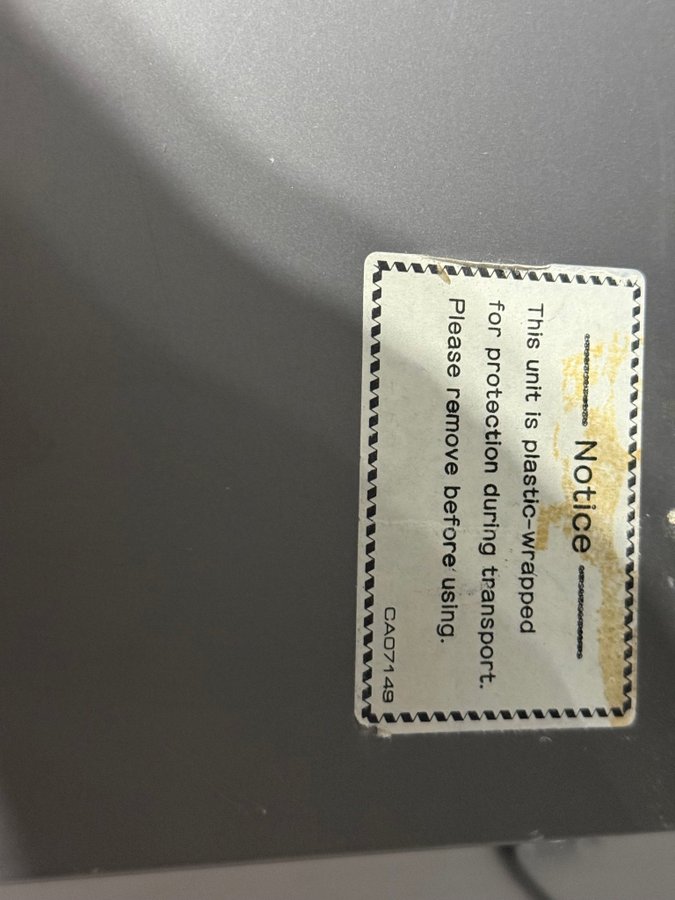 Notice
This unit is plastic-wrapped
for protection during transport.
Please remove before using.
CA07149